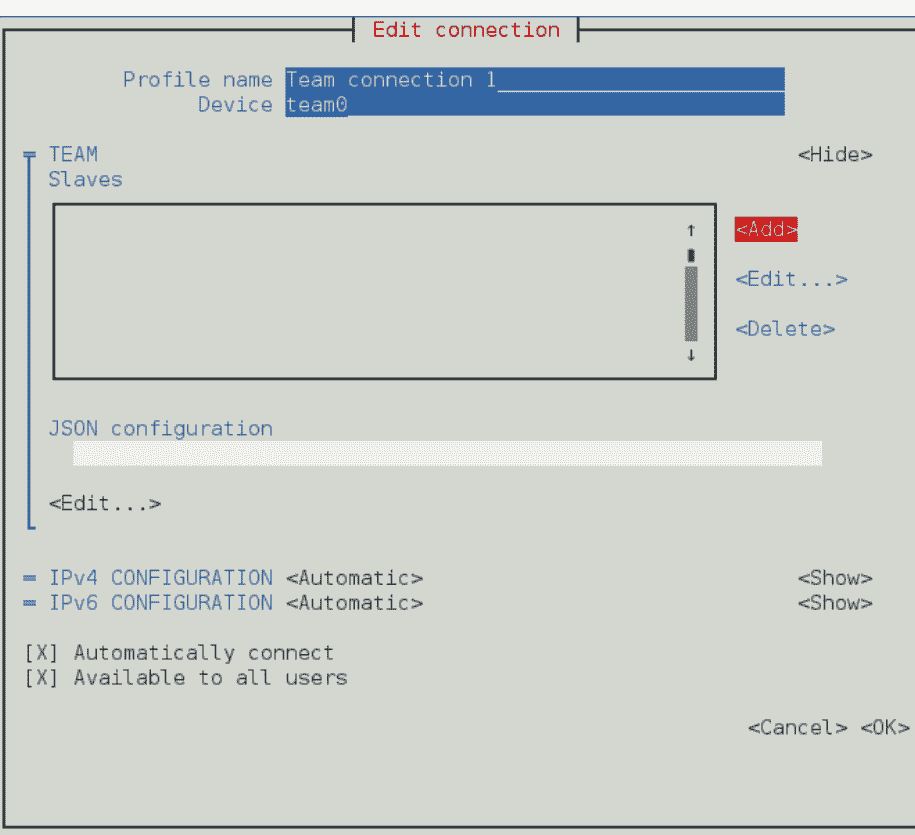 Edit connection
Profile name Team connection 1
Device team0
TEAM <Hide>
Slaves
↑ <Add>
<Edit...>
<Delete>
↓
JSON configuration
<Edit...>
IPv4 CONFIGURATION <Automatic> <Show>
IPv6 CONFIGURATION <Automatic> <Show>
[X] Automatically connect
[X] Available to all users
<Cancel> <OK>